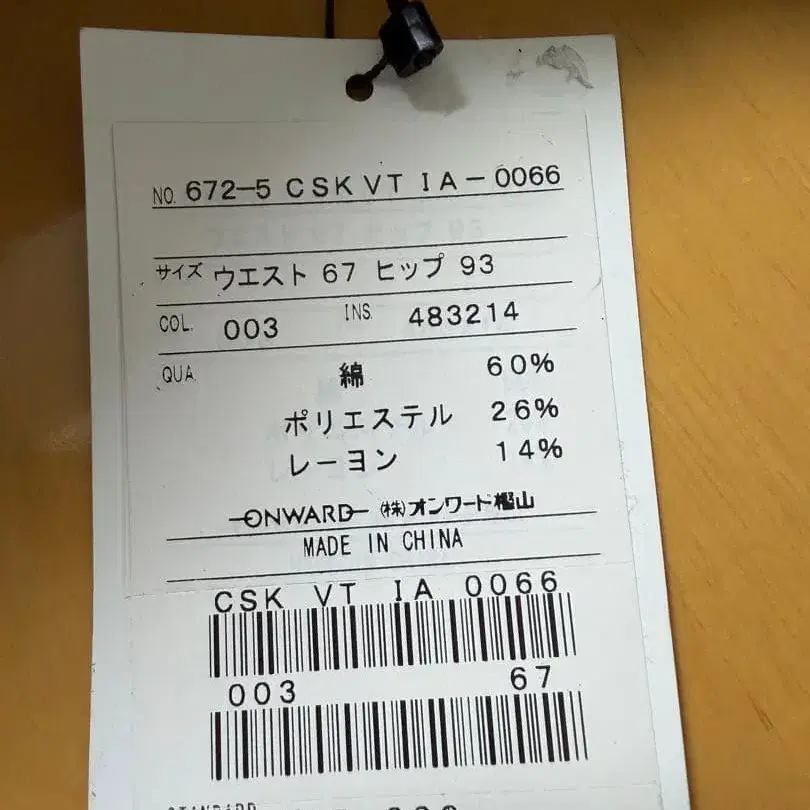 NO. 672-5 CSK VT IA-0066
サイズ ウエスト 67 ヒップ 93
COL. 003 INS 483214
QUA 綿 60%
ポリエステル 26%
レーヨン 14%
ONWARD (株)オンワード樫山
MADE IN CHINA
CSK VT IA 0066
003 67
STANDARD